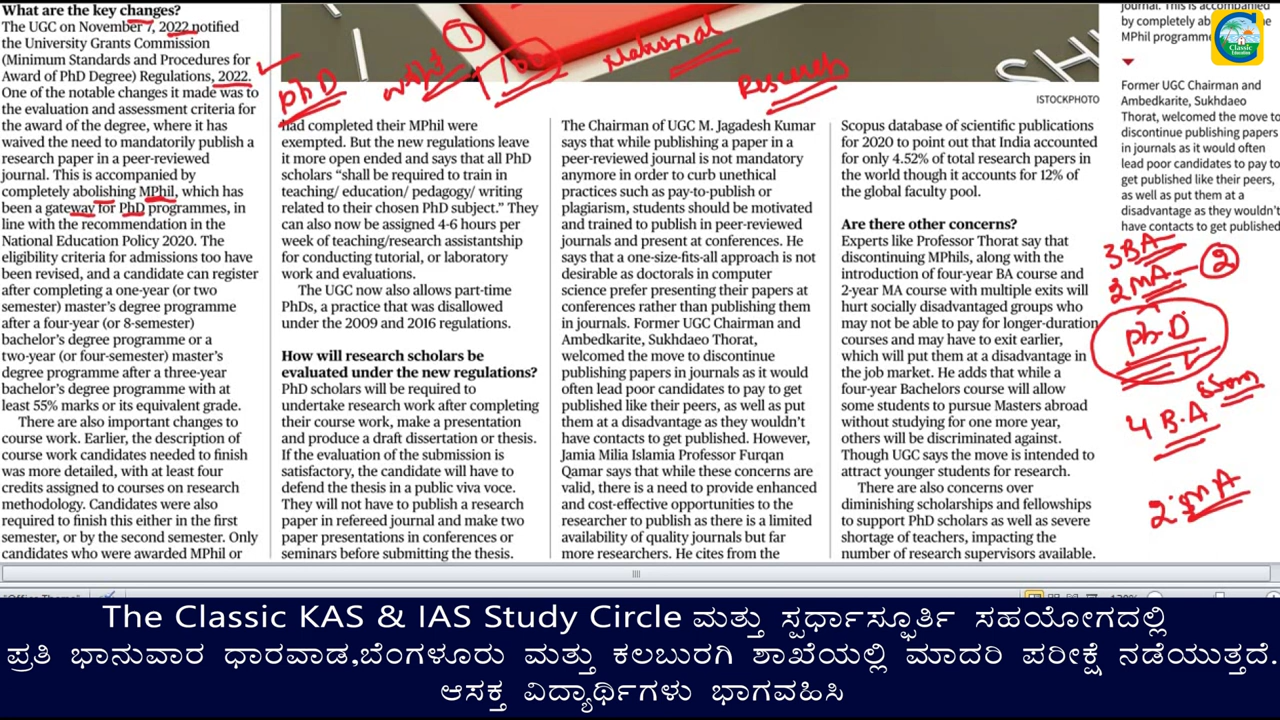 What are the key changes?
The UGC on November 7, 2022 notified
the University Grants Commission
(Minimum Standards and Procedures for
Award of PhD Degree) Regulations, 2022.
One of the notable changes it made was to
the evaluation and assessment criteria for
the award of the degree, where it has
waived the need to mandatorily publish a
research paper in a peer-reviewed
journal. This is accompanied by
completely abolishing MPhil, which has
been a gateway for PhD programmes, in
line with the recommendation in the
National Education Policy 2020. The
eligibility criteria for admissions too have
been revised, and a candidate can register
after completing a one-year (or two
semester) master's degree programme
after a four-year (or 8-semester)
bachelor's degree programme or a
two-year (or four-semester) master's
degree programme after a three-year
bachelor's degree programme with at
least 55% marks or its equivalent grade.
There are also important changes to
course work. Earlier, the description of
course work candidates needed to finish
was more detailed, with at least four
credits assigned to courses on research
methodology. Candidates were also
required to finish this either in the first
semester, or by the second semester. Only
candidates who were awarded MPhil or
PhD
1
1100
National
Research
SH
ISTOCKPHOTO
had completed their MPhil were
exempted. But the new regulations leave
it more open ended and says that all PhD
scholars “shall be required to train in
teaching/ education/ pedagogy/ writing
related to their chosen PhD subject.” They
can also now be assigned 4-6 hours per
week of teaching/research assistantship
for conducting tutorial, or laboratory
work and evaluations.
The UGC now also allows part-time
PhDs, a practice that was disallowed
under the 2009 and 2016 regulations.
How will research scholars be
evaluated under the new regulations?
PhD scholars will be required to
undertake research work after completing
their course work, make a presentation
and produce a draft dissertation or thesis.
If the evaluation of the submission is
satisfactory, the candidate will have to
defend the thesis in a public viva voce.
They will not have to publish a research
paper in refereed journal and make two
paper presentations in conferences or
seminars before submitting the thesis.
The Chairman of UGC M. Jagadesh Kumar
says that while publishing a paper in a
peer-reviewed journal is not mandatory
anymore in order to curb unethical
practices such as pay-to-publish or
plagiarism, students should be motivated
and trained to publish in peer-reviewed
journals and present at conferences. He
says that a one-size-fits-all approach is not
desirable as doctorals in computer
science prefer presenting their papers at
conferences rather than publishing them
in journals. Former UGC Chairman and
Ambedkarite, Sukhdaeo Thorat,
welcomed the move to discontinue
publishing papers in journals as it would
often lead poor candidates to pay to get
published like their peers, as well as put
them at a disadvantage as they wouldn't
have contacts to get published. However,
Jamia Milia Islamia Professor Furqan
Qamar says that while these concerns are
valid, there is a need to provide enhanced
and cost-effective opportunities to the
researcher to publish as there is a limited
availability of quality journals but far
more researchers. He cites from the
Scopus database of scientific publications
for 2020 to point out that India accounted
for only 4.52% of total research papers in
the world though it accounts for 12% of
the global faculty pool.
Are there other concerns?
Experts like Professor Thorat say that
discontinuing MPhils, along with the
introduction of four-year BA course and
2-year MA course with multiple exits will
hurt socially disadvantaged groups who
may not be able to pay for longer-duration
courses and may have to exit earlier,
which will put them at a disadvantage in
the job market. He adds that while a
four-year Bachelors course will allow
some students to pursue Masters abroad
without studying for one more year,
others will be discriminated against.
Though UGC says the move is intended to
attract younger students for research.
There are also concerns over
diminishing scholarships and fellowships
to support PhD scholars as well as severe
shortage of teachers, impacting the
number of research supervisors available.
journal. This is accompanied
by completely
MPhil programme
Classic
Education
Former UGC Chairman and
Ambedkarite, Sukhdaeo
Thorat, welcomed the move to
discontinue publishing papers
in journals as it would often
lead poor candidates to pay to
get published like their peers,
as well as put them at a
disadvantage as they wouldn't
have contacts to get published
3 BA
2 MA 2
Ph.D
4 B.A
2 MA
The Classic KAS & IAS Study Circle ಮತ್ತು ಸ್ಪರ್ಧಾಸ್ಫೂರ್ತಿ ಸಹಯೋಗದಲ್ಲಿ
ಪ್ರತಿ ಭಾನುವಾರ ಧಾರವಾಡ,ಬೆಂಗಳೂರು ಮತ್ತು ಕಲಬುರಗಿ ಶಾಖೆಯಲ್ಲಿ ಮಾದರಿ ಪರೀಕ್ಷೆ ನಡೆಯುತ್ತದೆ.
ಆಸಕ್ತ ವಿದ್ಯಾರ್ಥಿಗಳು ಭಾಗವಹಿಸಿ